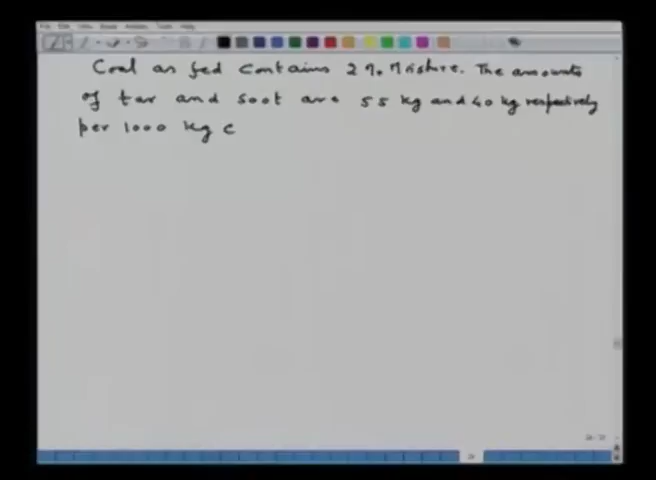 Coal as fed contains 2 % Moisture. The amounts
of tar and soot are 55 kg and 40 kg respectively
per 1000 kg c